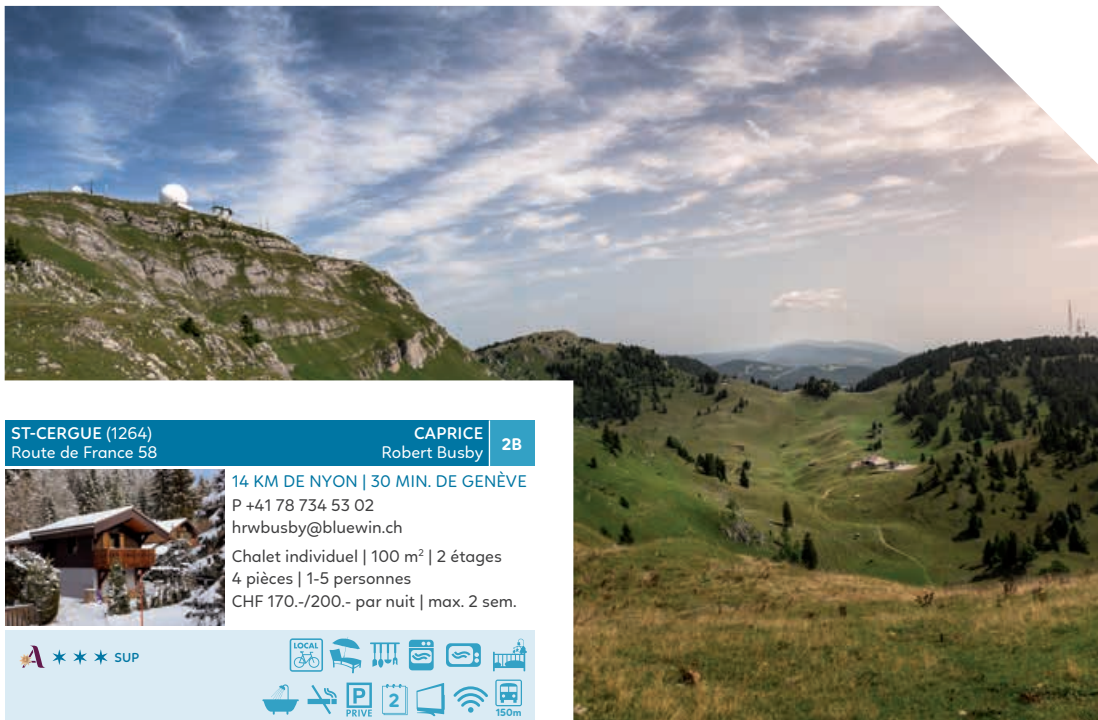 ST-CERGUE (1264)
Route de France 58
CAPRICE
Robert Busby
2B
14 KM DE NYON | 30 MIN. DE GENÈVE
P +41 78 734 53 02
hrwbusby@bluewin.ch
Chalet individuel | 100 m² | 2 étages
4 pièces | 1-5 personnes
CHF 170.-/200.- par nuit | max. 2 sem.
A ★ ★ ★ SUP
LOCAL
P
PRIVE
2
150m